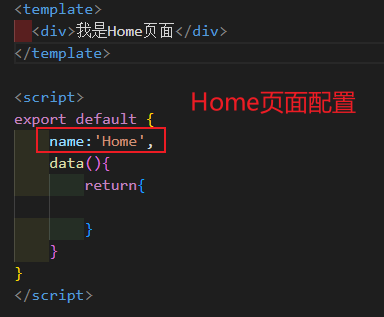 <template>
<div>我是Home页面</div>
</template>
<script>
Home页面配置
export default {
name:'Home',
data(){
return{
}
}
}
</script>